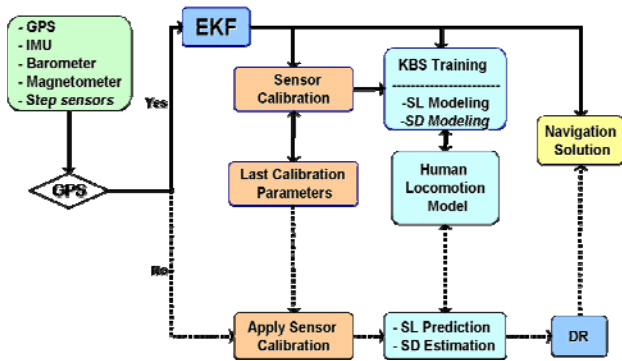 - GPS
- IMU
- Barometer
- Magnetometer
- Step sensors
EKF
Yes
Sensor
Calibration
KBS Training
-SL Modeling
-SD Modeling
Navigation
Solution
GPS
Last Calibration
Parameters
Human
Locomotion
Model
No
Apply Sensor
Calibration
- SL Prediction
- SD Estimation
DR